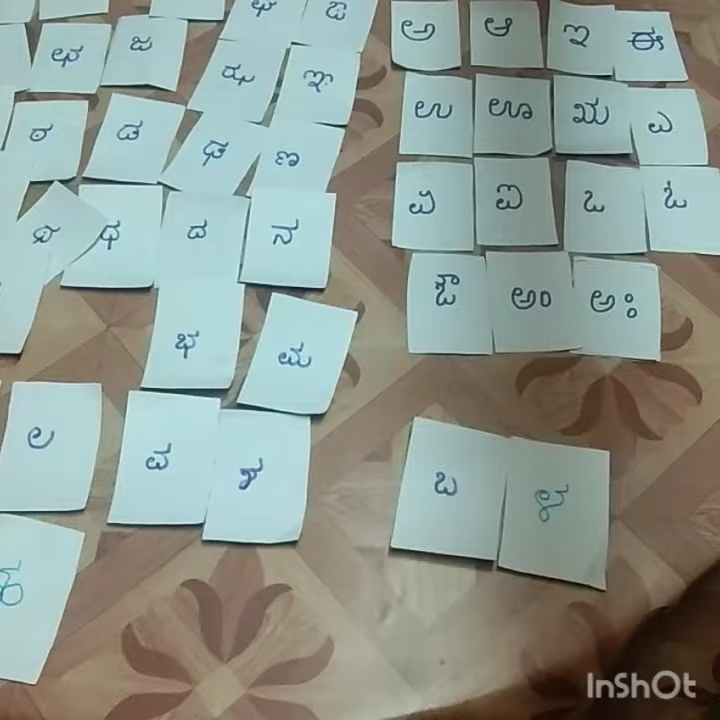 ಅ ಆ ಇ ಈ
ಉ ಊ ಋ ಎ
ಏ ಐ ಒ ಓ
ಔ ಅಂ ಅಃ
ಛ ಜ ಝ ಞ
ಠ ಡ ಢ ಣ
ಥ ಧ ದ ನ
ಭ ಮ
ಲ ವ ಶ
ಬ ಳ
InShOt